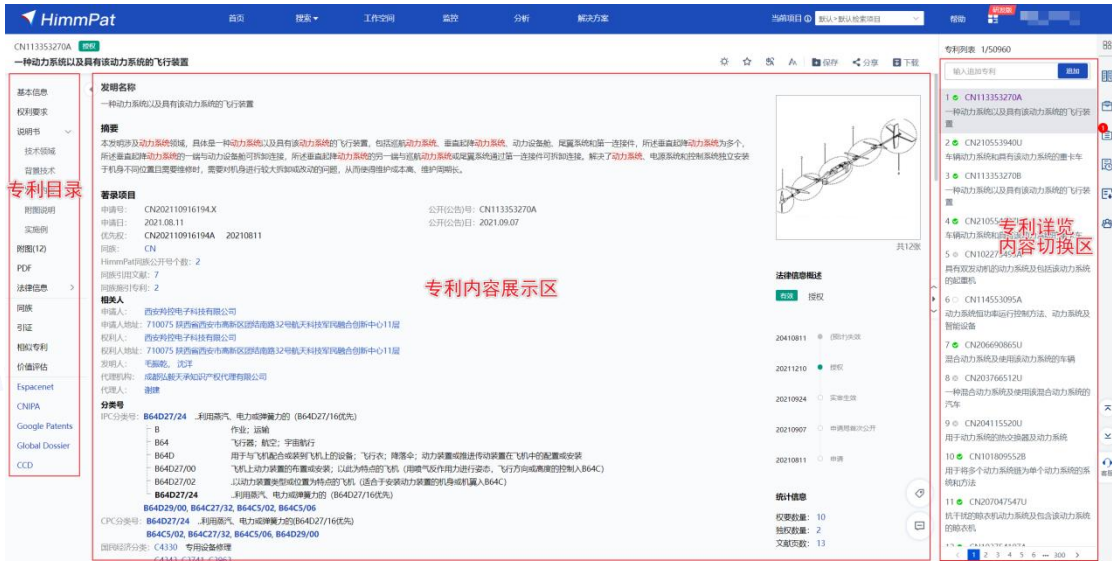 HimmPat
首页
搜索
工作空间
监控
分析
解决方案
当前项目
默认>默认检索项目
帮助
CN113353270A 授权
一种动力系统以及具有该动力系统的飞行装置
保存
分享
下载
基本信息
权利要求
说明书
技术领域
背景技术
专利目录
附图说明
实施例
附图(12)
PDF
法律信息
同族
引证
相似专利
价值评估
Espacenet
CNIPA
Google Patents
Global Dossier
CCD
发明名称
一种动力系统以及具有该动力系统的飞行装置
摘要
本发明涉及动力系统领域，具体是一种动力系统以及具有该动力系统的飞行装置，包括巡航动力系统、垂直起降动力系统、动力设备舱、尾翼系统和第一连接件，所述垂直起降动力系统为多个，
所述垂直起降动力系统的一端与动力设备舱可拆卸连接，所述垂直起降动力系统的另一端与巡航动力系统或尾翼系统通过第一连接件可拆卸连接。解决了动力系统、电源系统和控制系统独立安装
于机身不同位置且需要维修时，需要对机身进行较大拆卸或改动的问题，从而使得维护成本高、维护周期长。
著录项目
申请号： CN202110916194.X
公开(公告)号： CN113353270A
申请日： 2021.08.11
公开(公告)日： 2021.09.07
优先权： CN202110916194A 20210811
同族： CN
HimmPat同族公开号个数： 2
同族引用文献： 7
同族施引专利： 2
相关人
申请人： 西安羚控电子科技有限公司
申请人地址： 710075 陕西省西安市高新区团结南路32号航天科技军民融合创新中心11层
权利人： 西安羚控电子科技有限公司
权利人地址： 710075 陕西省西安市高新区团结南路32号航天科技军民融合创新中心11层
发明人： 毛振乾, 沈洋
代理机构： 成都弘毅天承知识产权代理有限公司
代理人： 谢建
专利内容展示区
分类号
IPC分类号： B64D27/24 ..利用蒸汽、电力或弹簧力的 (B64D27/16优先)
B 作业；运输
B64 飞行器；航空；宇宙航行
B64D 用于与飞机配合或装到飞机上的设备；飞行衣；降落伞；动力装置或推进传动装置在飞机中的配置或安装
B64D27/00 飞机上动力装置的布置或安装；以此为特点的飞机（用喷气反作用力进行姿态、飞行方向或高度的控制入B64C）
B64D27/02 .以动力装置类型或位置为特点的飞机（适合于安装动力装置的机身或机翼入B64C）
B64D27/24 ..利用蒸汽、电力或弹簧力的 (B64D27/16优先)
B64D29/00, B64C27/32, B64C5/02, B64C5/06
CPC分类号： B64D27/24 ..利用蒸汽、电力或弹簧力的(B64D27/16优先)
B64C5/02, B64C27/32, B64C5/06, B64D29/00
国民经济分类： C4330 专用设备修理
共12张
法律信息概述
有效 授权
20410811 (预计)失效
20211210 授权
20210924 实审生效
20210907 申请局首次公开
20210811 申请
统计信息
权要数量： 10
独权数量： 2
文献页数： 13
专利列表 1/50960
输入追加专利
追加
1 CN113353270A
一种动力系统以及具有该动力系统的飞行装
置
2 CN210553940U
车辆动力系统和具有该动力系统的重卡车
3 CN113353270B
一种动力系统以及具有该动力系统的飞行装
置
专利详览
内容切换区
具有双发动机的动力系统及包括该动力系统
的起重机
6 CN114553095A
动力系统恒功率运行控制方法、动力系统及
智能设备
7 CN206690865U
混合动力系统及使用该动力系统的车辆
8 CN203766512U
一种混合动力系统及使用该混合动力系统的
汽车
9 CN204115520U
用于动力系统的热交换器及动力系统
10 CN101809552B
用于将多个动力系统链为单个动力系统的系
统和方法
11 CN207047547U
抗干扰的晾衣机动力系统及包含该动力系统
的晾衣机
1 2 3 4 5 6 ··· 300